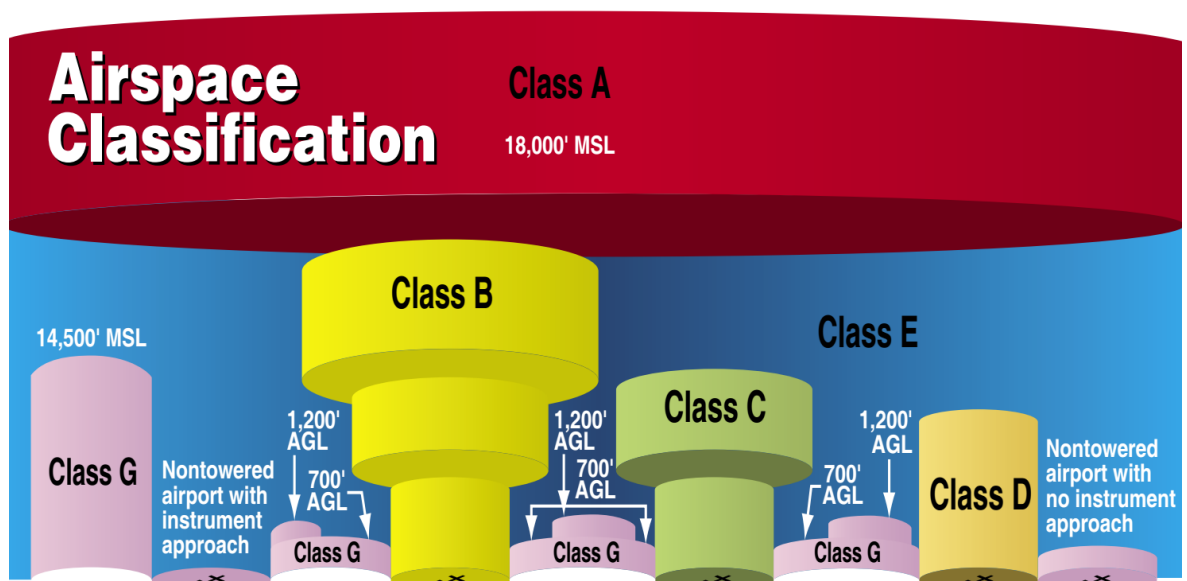 Airspace
Classification
Class A
18,000' MSL
Class B
Class E
14,500' MSL
Class G
Nontowered
airport with
instrument
approach
1,200'
AGL
700'
AGL
Class G
1,200'
AGL
700'
AGL
Class G
Class C
700'
AGL
1,200'
AGL
Class G
Class D
Nontowered
airport with
no instrument
approach